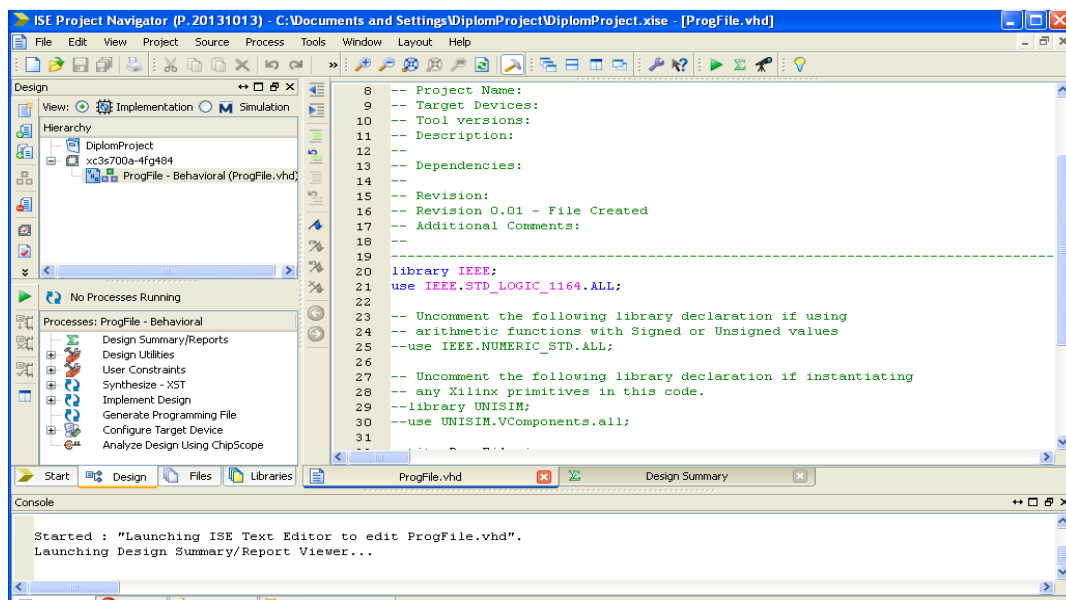 ISE Project Navigator (P.20131013) - C:\Documents and Settings\DiplomProject\DiplomProject.xise - [ProgFile.vhd]
File Edit View Project Source Process Tools Window Layout Help
Design
View: Implementation Simulation
Hierarchy
DiplomProject
xc3s700a-4fg484
ProgFile - Behavioral (ProgFile.vhd)
No Processes Running
Processes: ProgFile - Behavioral
Design Summary/Reports
Design Utilities
User Constraints
Synthesize - XST
Implement Design
Generate Programming File
Configure Target Device
Analyze Design Using ChipScope
Start Design Files Libraries
8 -- Project Name:
9 -- Target Devices:
10 -- Tool versions:
11 -- Description:
12 --
13 -- Dependencies:
14 --
15 -- Revision:
16 -- Revision 0.01 - File Created
17 -- Additional Comments:
18 --
19 ----------------------------------------------------------------------------------
20 library IEEE;
21 use IEEE.STD_LOGIC_1164.ALL;
22
23 -- Uncomment the following library declaration if using
24 -- arithmetic functions with Signed or Unsigned values
25 --use IEEE.NUMERIC_STD.ALL;
26
27 -- Uncomment the following library declaration if instantiating
28 -- any Xilinx primitives in this code.
29 --library UNISIM;
30 --use UNISIM.VComponents.all;
31
ProgFile.vhd Design Summary
Console
Started : "Launching ISE Text Editor to edit ProgFile.vhd".
Launching Design Summary/Report Viewer...